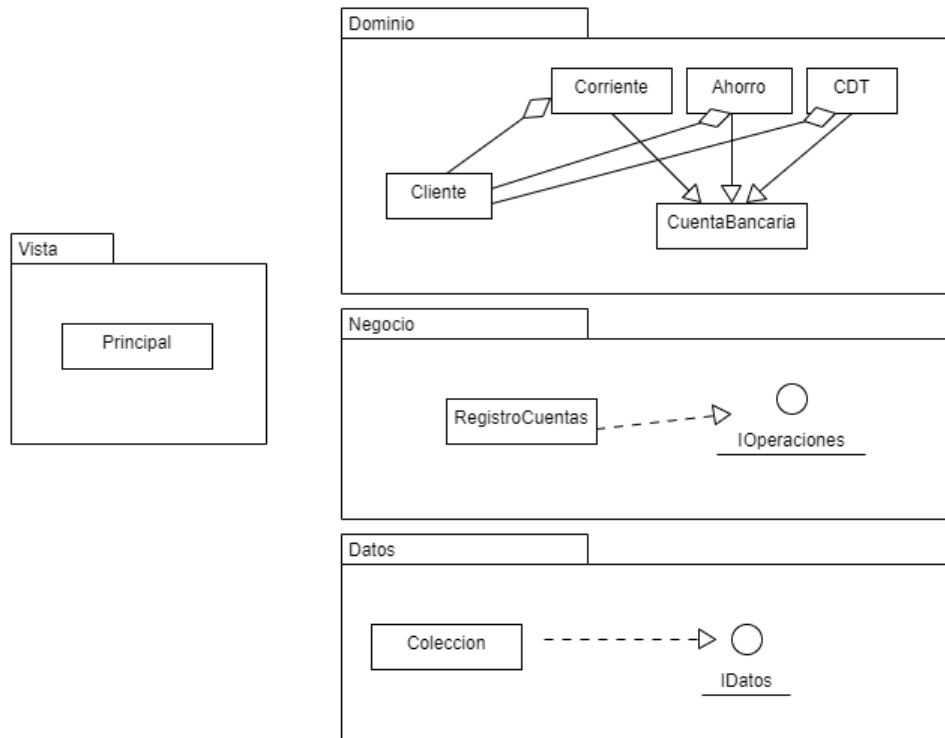 Dominio
Corriente
Ahorro
CDT
Cliente
CuentaBancaria
Vista
Principal
Negocio
RegistroCuentas
IOperaciones
Datos
Coleccion
IDatos